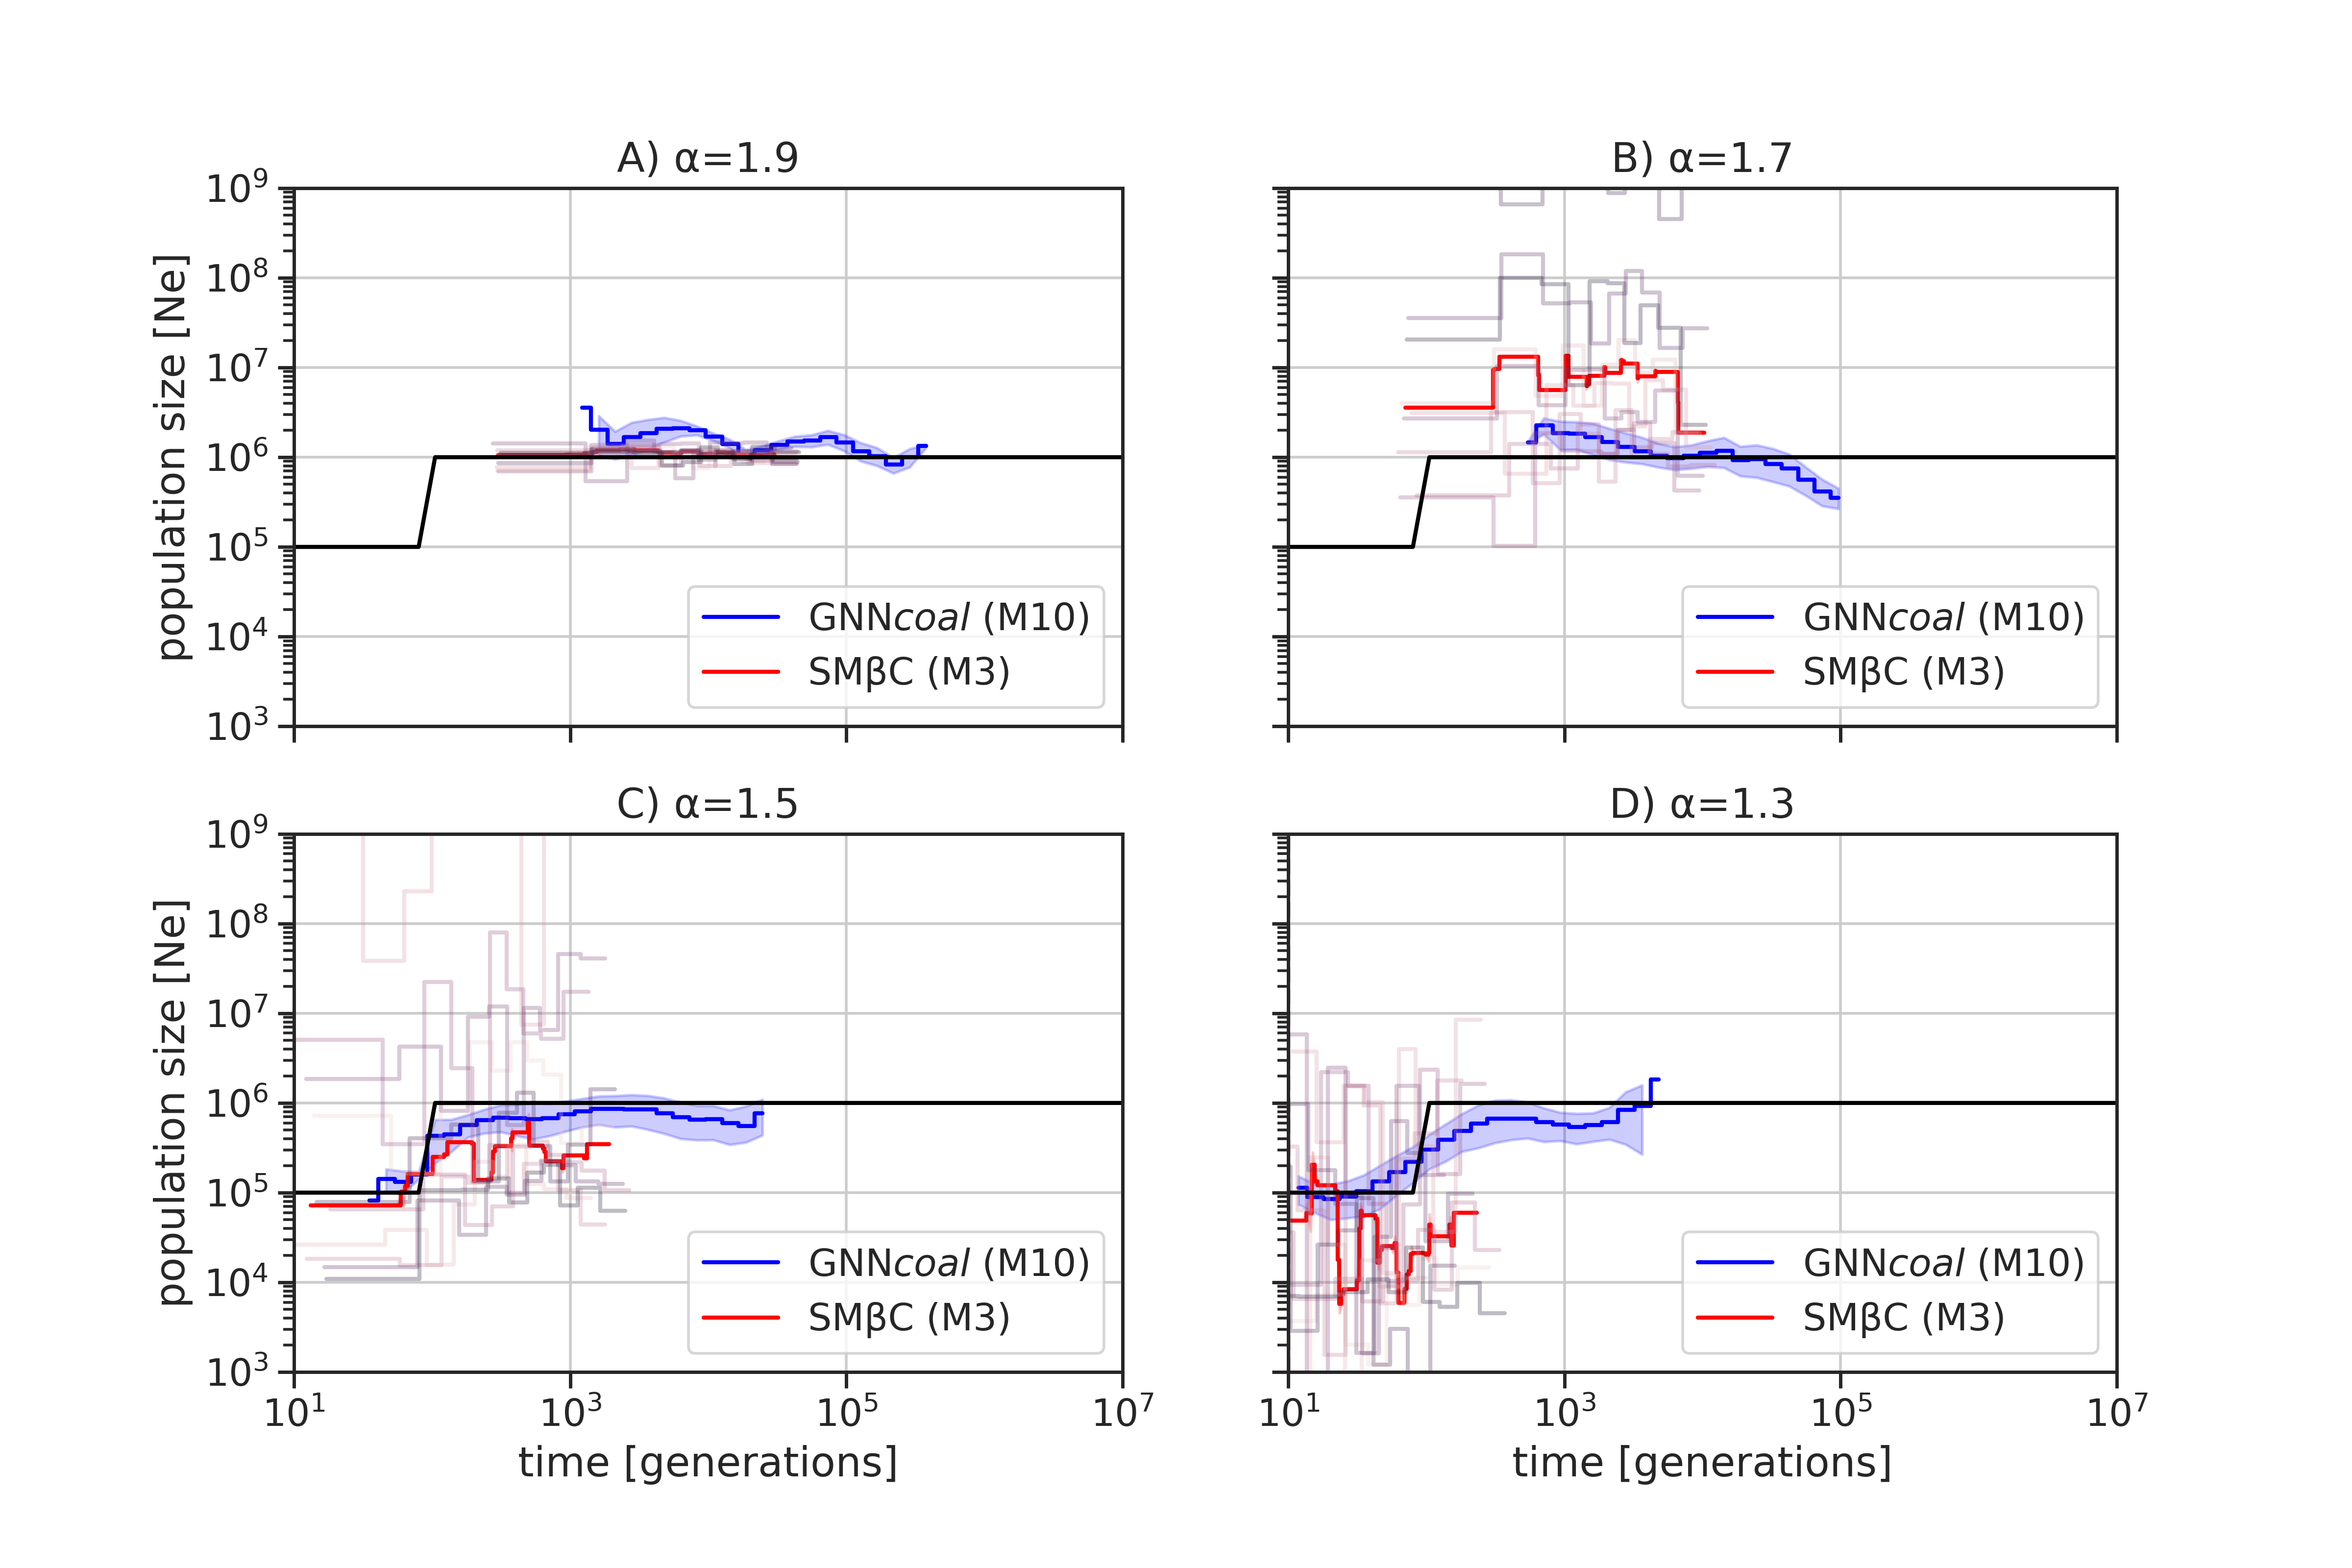 A) α=1.9
B) α=1.7
population size [Ne]
10⁹
10⁸
10⁷
10⁶
10⁵
10⁴
10³
GNNcoal (M10)
SMβC (M3)
GNNcoal (M10)
SMβC (M3)
C) α=1.5
D) α=1.3
population size [Ne]
10⁹
10⁸
10⁷
10⁶
10⁵
10⁴
10³
GNNcoal (M10)
SMβC (M3)
GNNcoal (M10)
SMβC (M3)
10¹ 10³ 10⁵ 10⁷
10¹ 10³ 10⁵ 10⁷
time [generations]
time [generations]